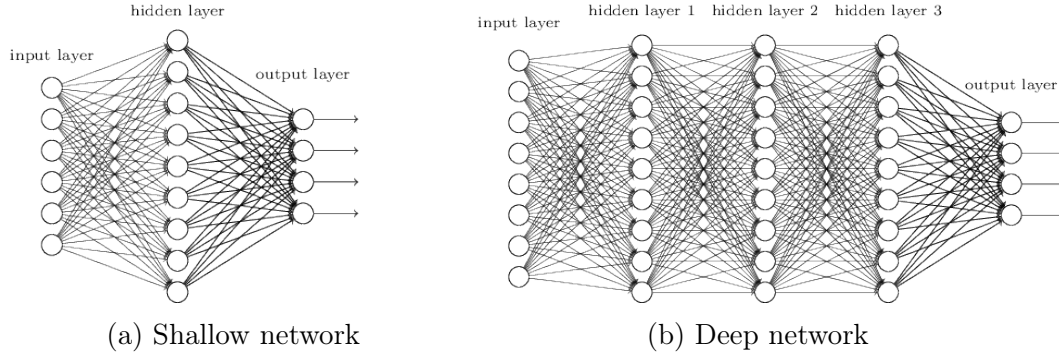 hidden layer
input layer
output layer
(a) Shallow network
hidden layer 1 hidden layer 2 hidden layer 3
input layer
output layer
(b) Deep network